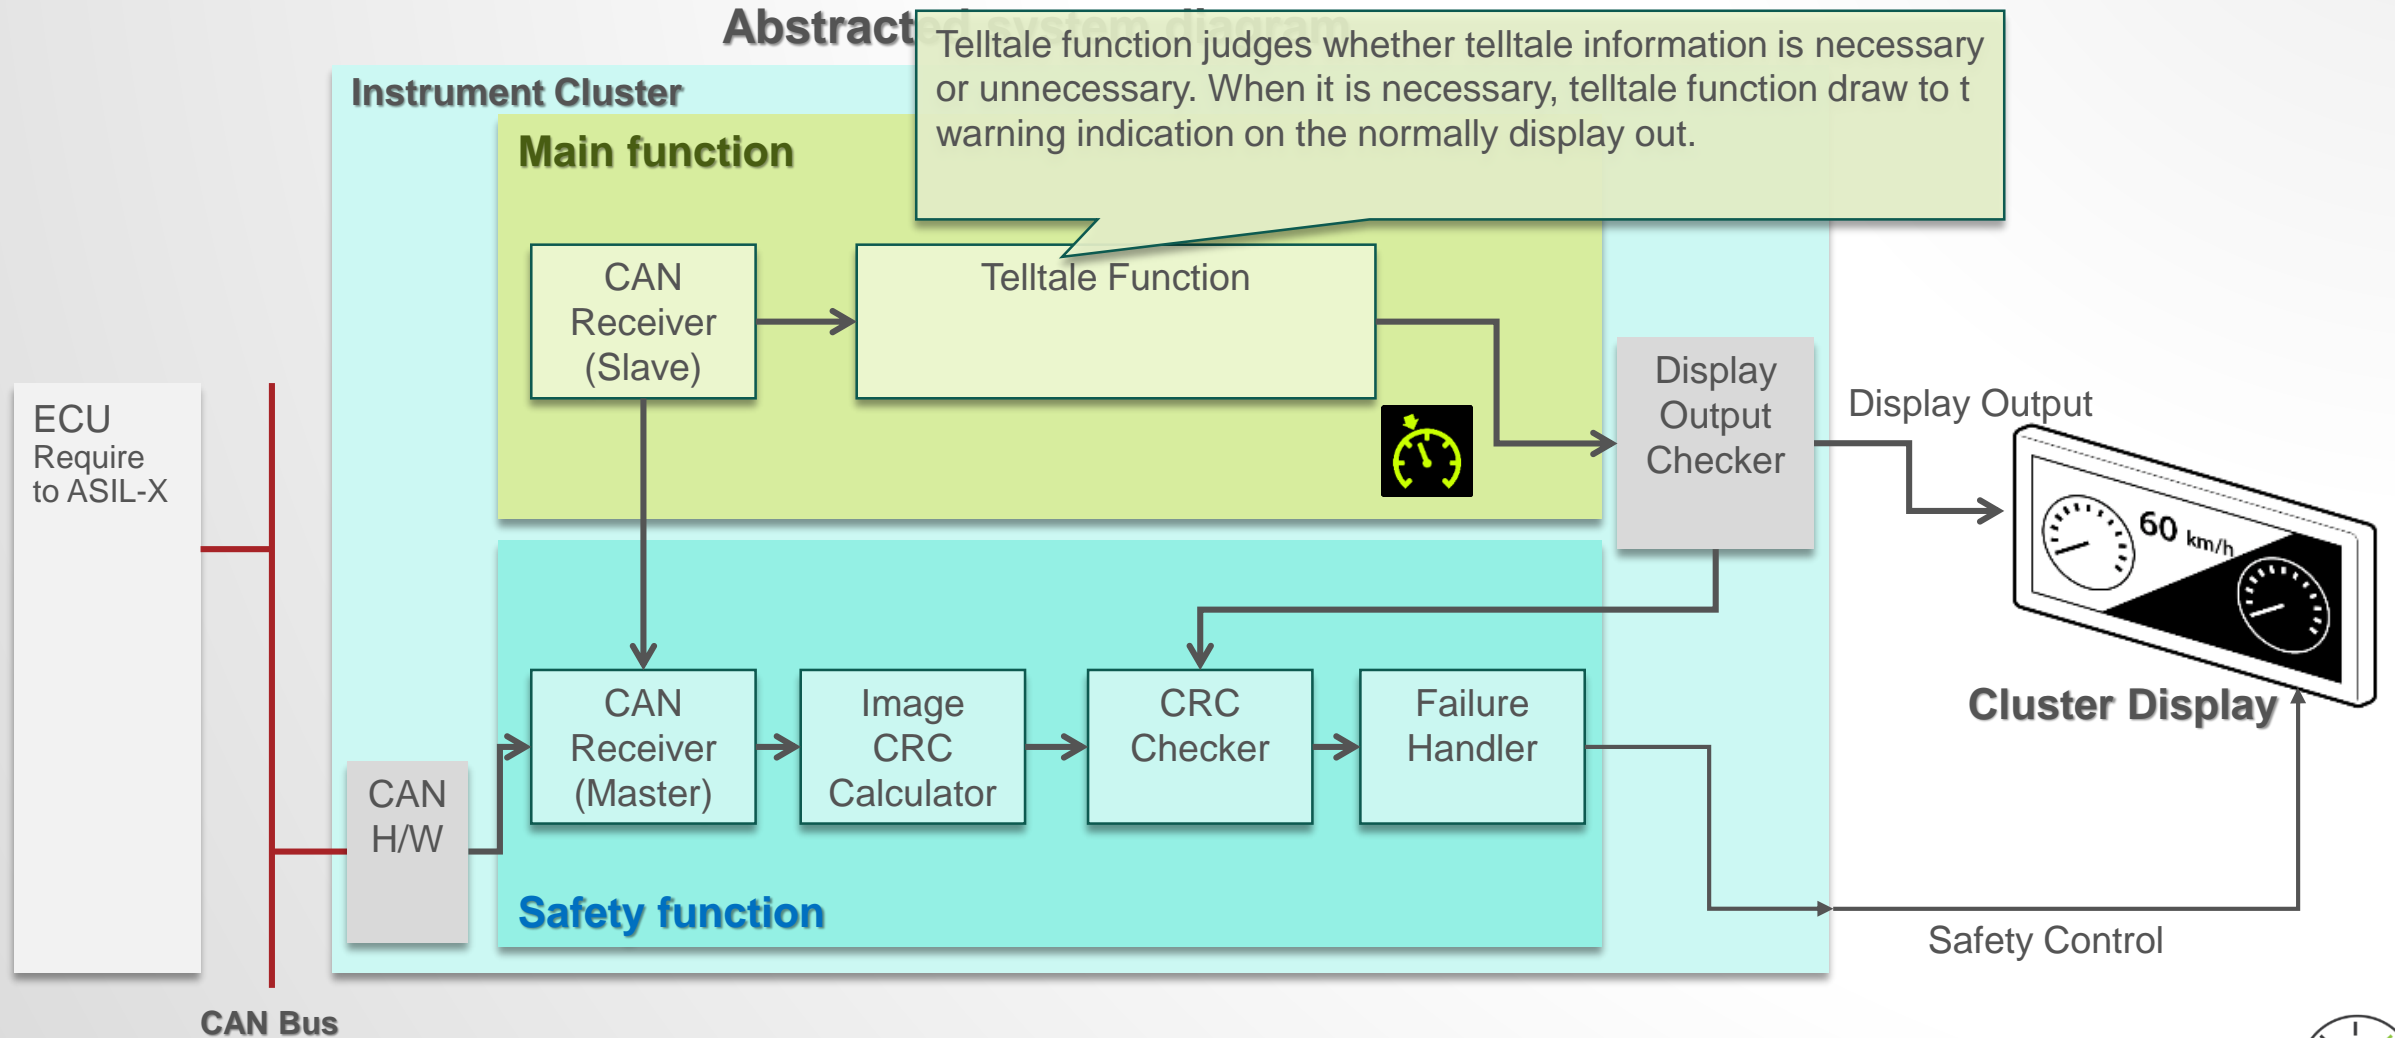 Abstracted system diagram
Telltale function judges whether telltale information is necessary
or unnecessary. When it is necessary, telltale function draw to t
warning indication on the normally display out.
Instrument Cluster
Main function
CAN
Receiver
(Slave)
Telltale Function
Display
Output
Checker
Display Output
ECU
Require
to ASIL-X
60 km/h
Cluster Display
CAN
Receiver
(Master)
Image
CRC
Calculator
CRC
Checker
Failure
Handler
CAN
H/W
Safety function
Safety Control
CAN Bus